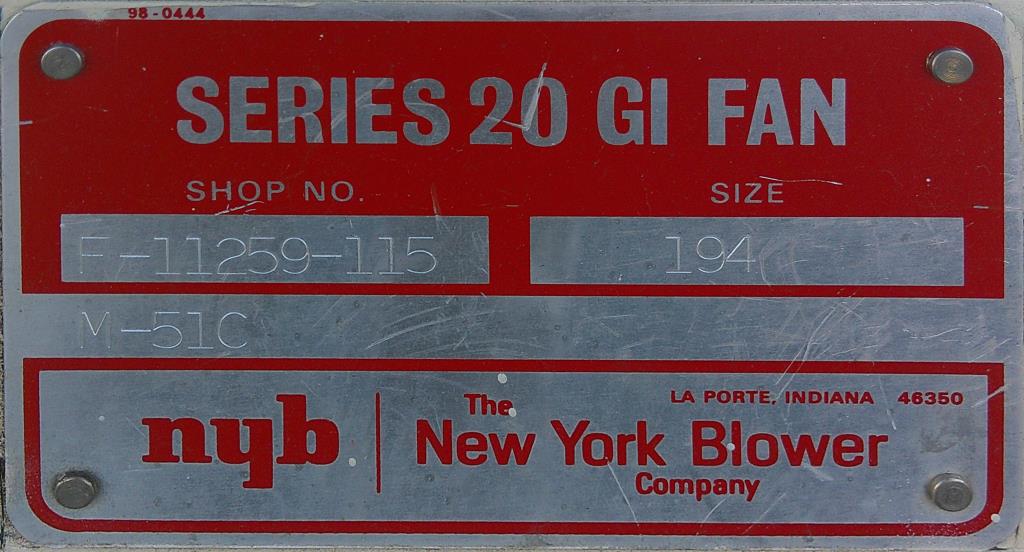 98-0444
SERIES 20 GI FAN
SHOP NO. SIZE
F-11259-115 194
M-51C
nyb
The
New York Blower
Company
LA PORTE, INDIANA 46350